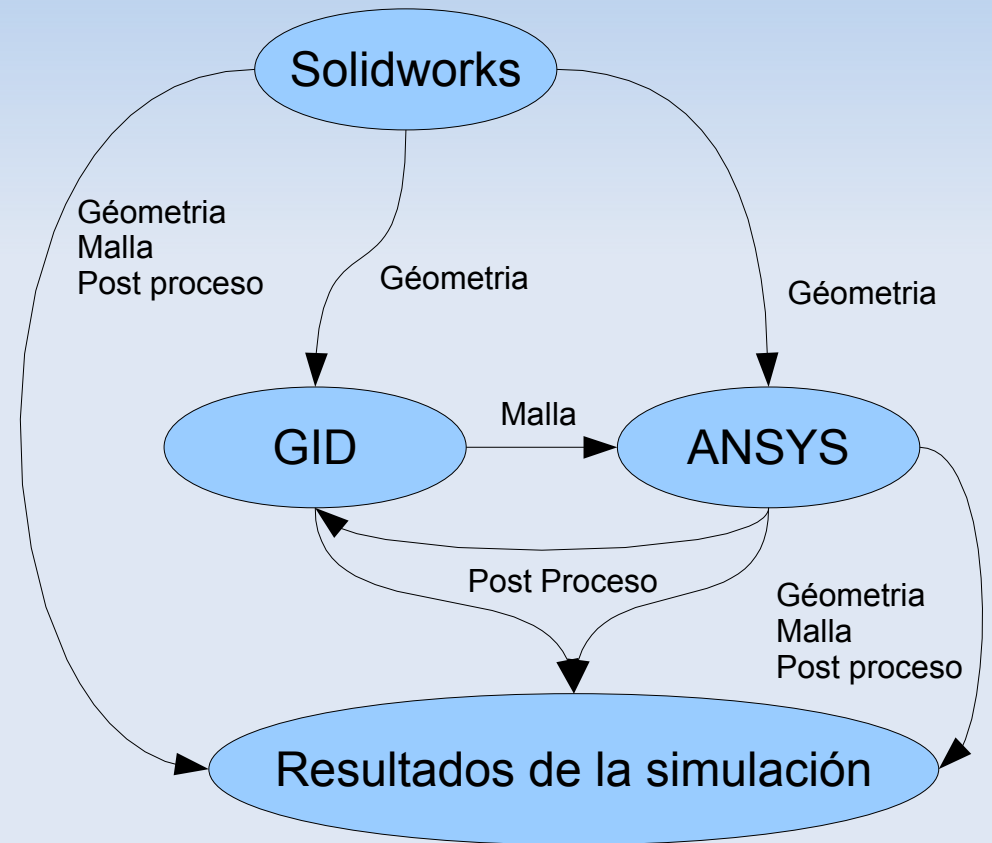 Solidworks
Géometria
Malla
Post proceso
Géometria
Géometria
GID
Malla
ANSYS
Post Proceso
Géometria
Malla
Post proceso
Resultados de la simulación